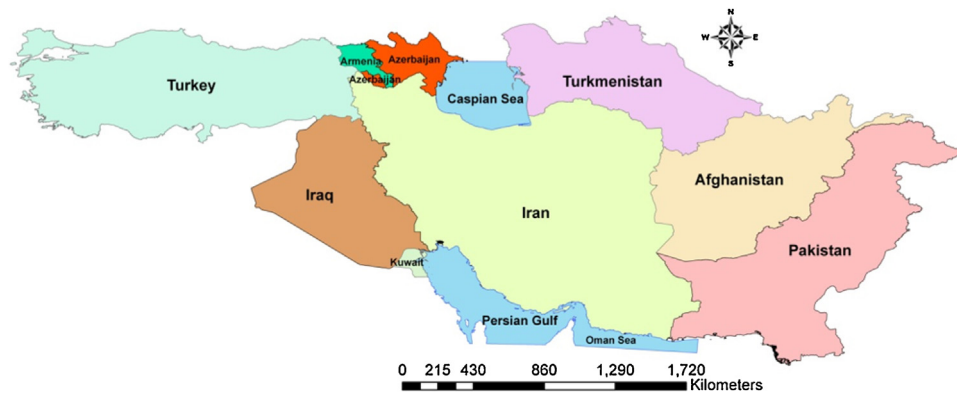 N
W E
S
Armenia
Azerbaijan
Azerbaijan
Turkey
Caspian Sea
Turkmenistan
Afghanistan
Iraq
Iran
Pakistan
Kuwait
Persian Gulf
Oman Sea
0 215 430 860 1,290 1,720
Kilometers